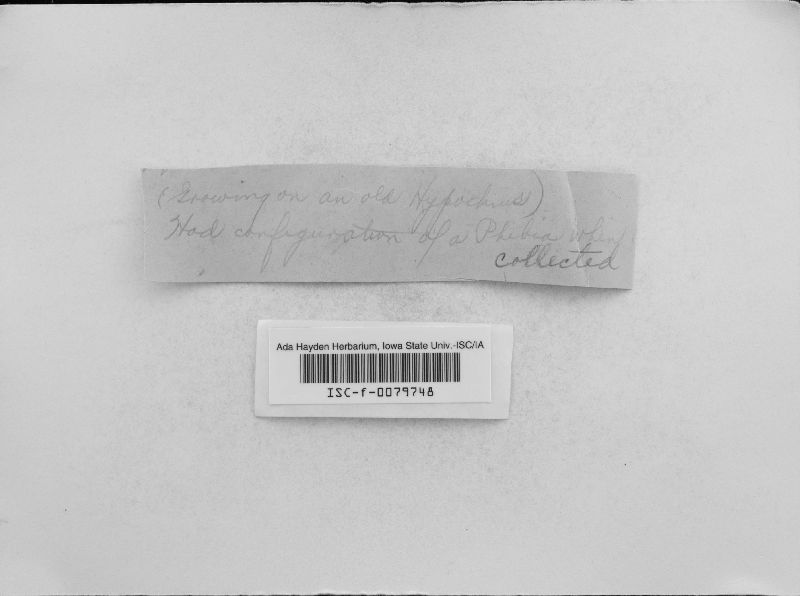 (Growing on an old Hypochnus)
Had configuration of a Phlebia when
collected
Ada Hayden Herbarium, Iowa State Univ.-ISC/IA
ISC-f-0079748